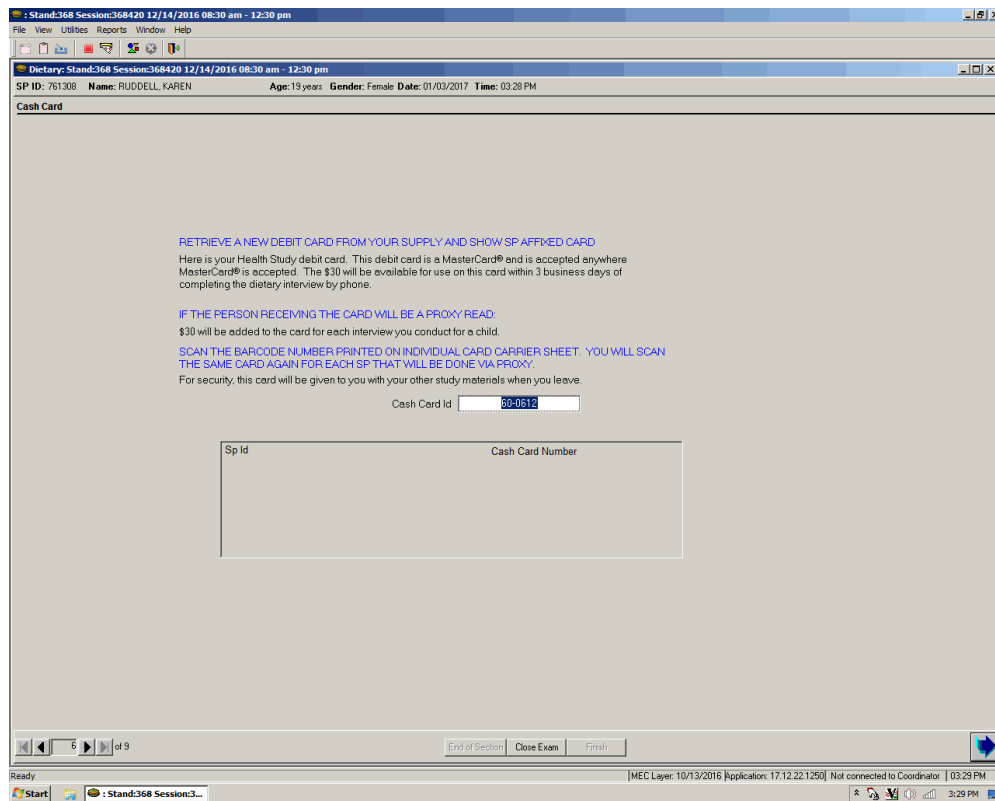 : Stand:368 Session:368420 12/14/2016 08:30 am - 12:30 pm
File View Utilities Reports Window Help
Dietary: Stand:368 Session:368420 12/14/2016 08:30 am - 12:30 pm
SP ID: 761308 Name: RUDDELL, KAREN Age: 19 years Gender: Female Date: 01/03/2017 Time: 03:28 PM
Cash Card
RETRIEVE A NEW DEBIT CARD FROM YOUR SUPPLY AND SHOW SP AFFIXED CARD
Here is your Health Study debit card. This debit card is a MasterCard® and is accepted anywhere
MasterCard® is accepted. The $30 will be available for use on this card within 3 business days of
completing the dietary interview by phone.
IF THE PERSON RECEIVING THE CARD WILL BE A PROXY READ:
$30 will be added to the card for each interview you conduct for a child.
SCAN THE BARCODE NUMBER PRINTED ON INDIVIDUAL CARD CARRIER SHEET. YOU WILL SCAN
THE SAME CARD AGAIN FOR EACH SP THAT WILL BE DONE VIA PROXY.
For security, this card will be given to you with your other study materials when you leave.
Cash Card Id 60-0612
Sp Id Cash Card Number
6 of 9 End of Section Close Exam Finish
Ready MEC Layer: 10/13/2016 Application: 17.12.22.1250 Not connected to Coordinator 03:29 PM
Start : Stand:368 Session:3... 3:29 PM